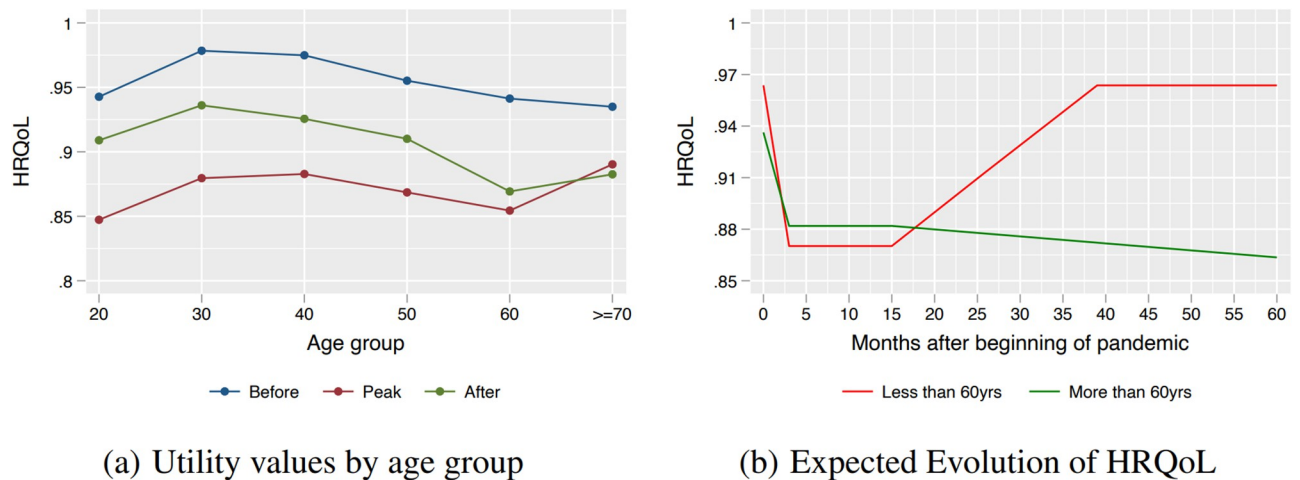 1
.95
.9
.85
.8
HRQoL
20 30 40 50 60 >=70
Age group
Before Peak After
(a) Utility values by age group
1
.97
.94
.91
.88
.85
HRQoL
0 5 10 15 20 25 30 35 40 45 50 55 60
Months after beginning of pandemic
Less than 60yrs More than 60yrs
(b) Expected Evolution of HRQoL